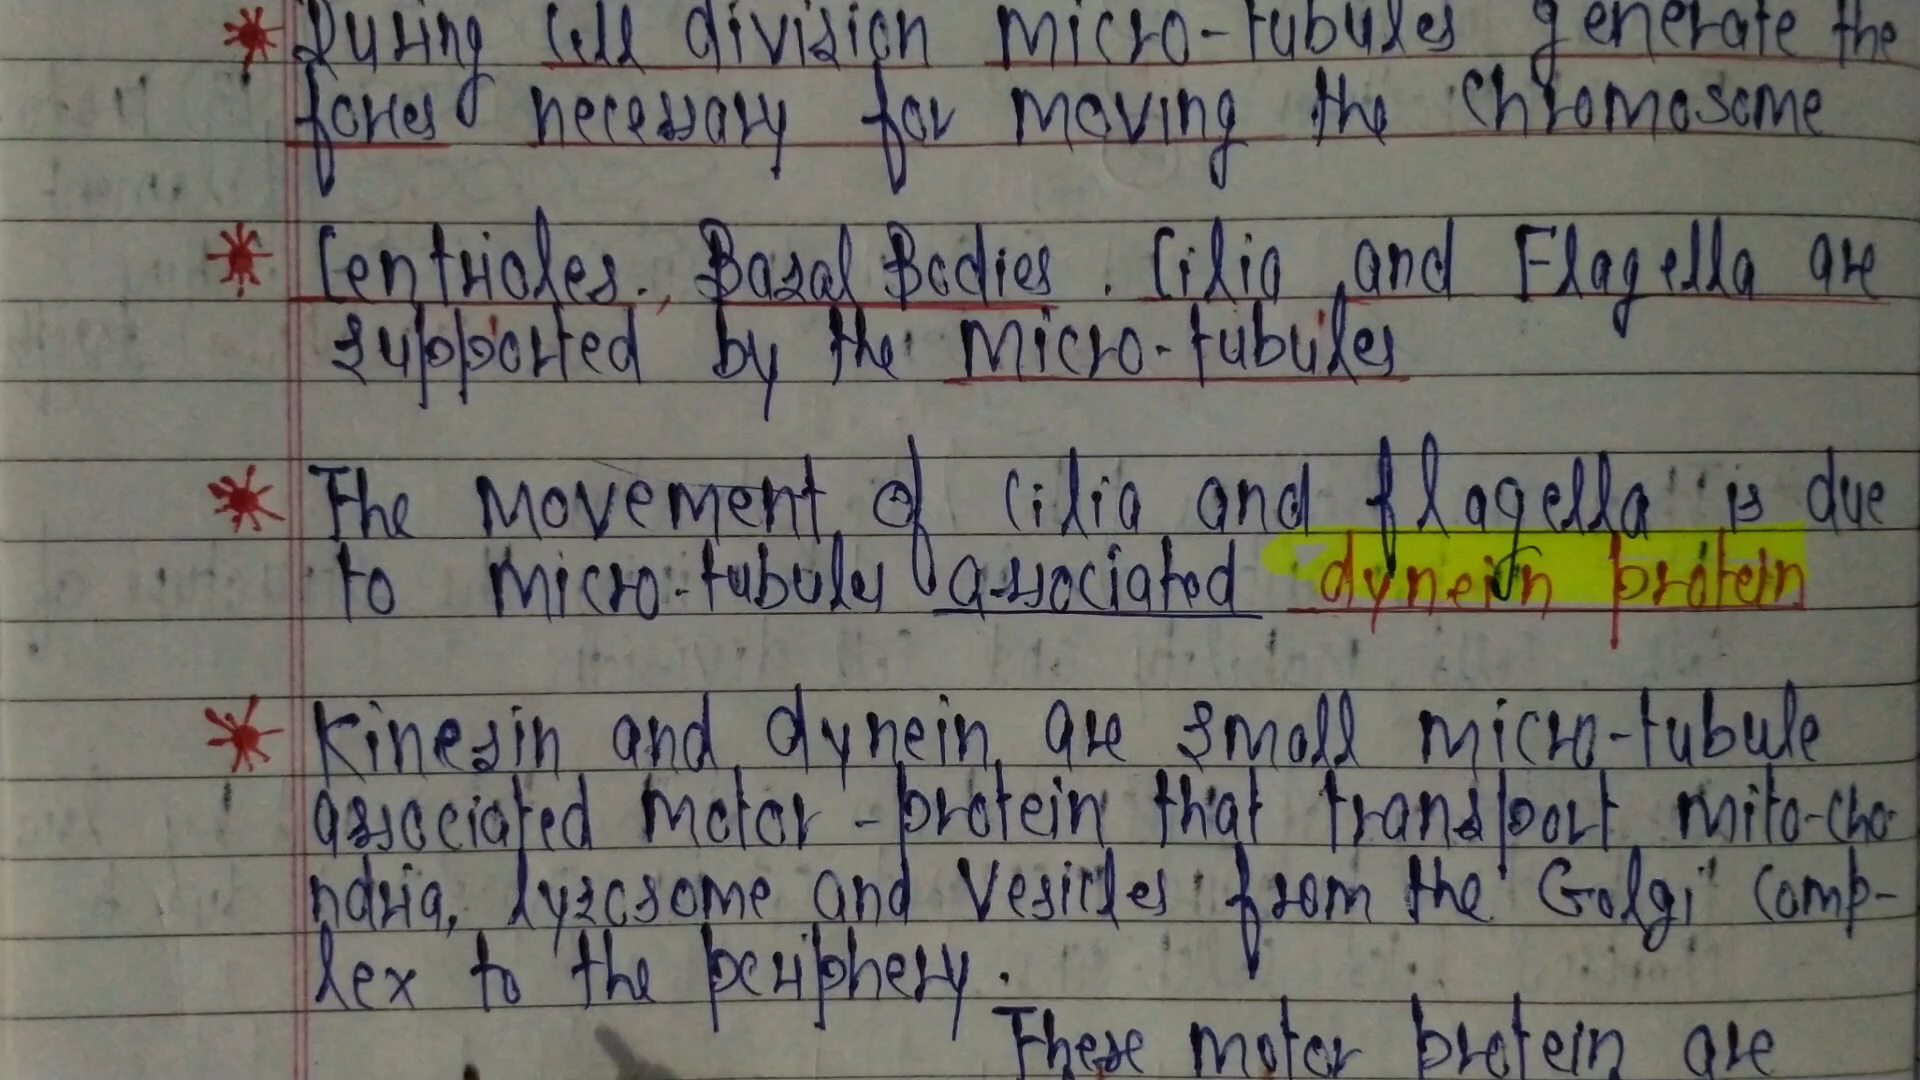 During Cell division micro-tubules generate the
forces necessary for moving the Chromosome
Centrioles, Basal Bodies, Cilia and Flagella are
supported by the micro-tubules
The movement of Cilia and flagella is due
to micro-tubules associated dynein protein
Kinesin and dynein are small micro-tubule
associated motor-protein that transport mito-cho-
ndria, lysosome and vesicles from the Golgi comp-
lex to the periphery.
These motor protein are